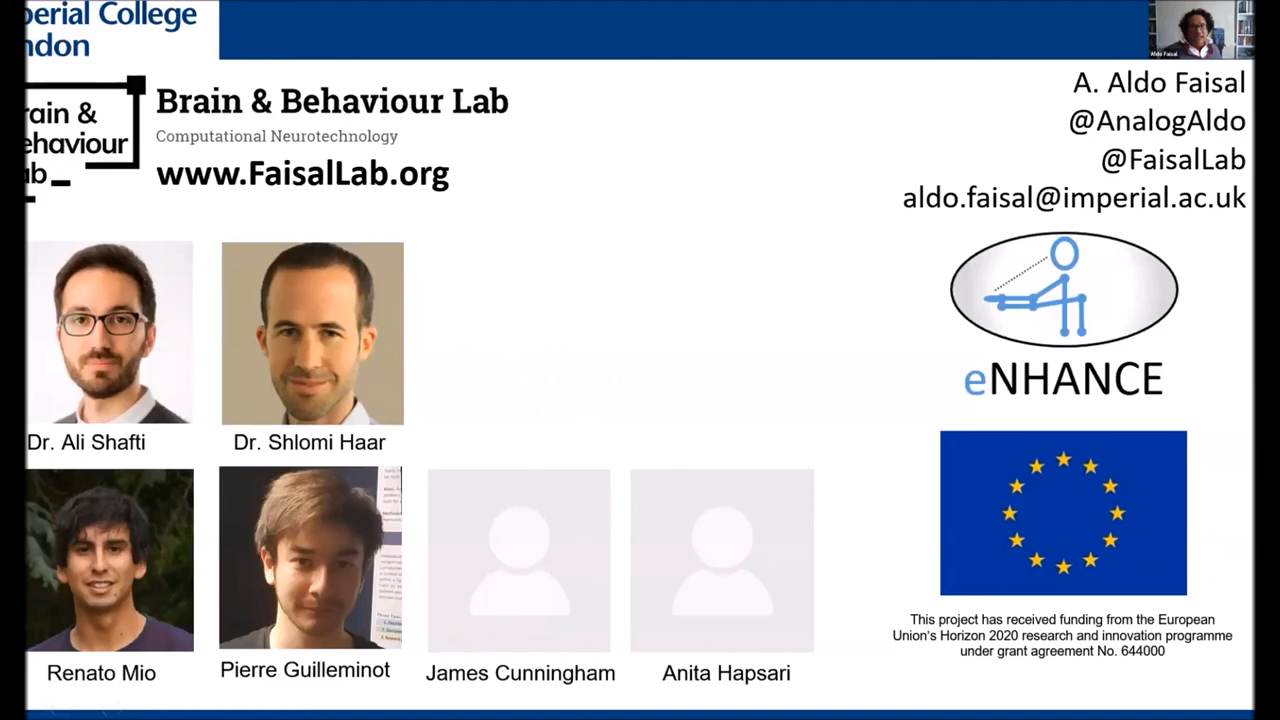 perial College
ndon
rain &
ehaviour
ab
Brain & Behaviour Lab
Computational Neurotechnology
www.FaisalLab.org
Aldo Faisal
A. Aldo Faisal
@AnalogAldo
@FaisalLab
aldo.faisal@imperial.ac.uk
eNHANCE
Dr. Ali Shafti
Dr. Shlomi Haar
Renato Mio
Pierre Guilleminot
James Cunningham
Anita Hapsari
This project has received funding from the European
Union's Horizon 2020 research and innovation programme
under grant agreement No. 644000